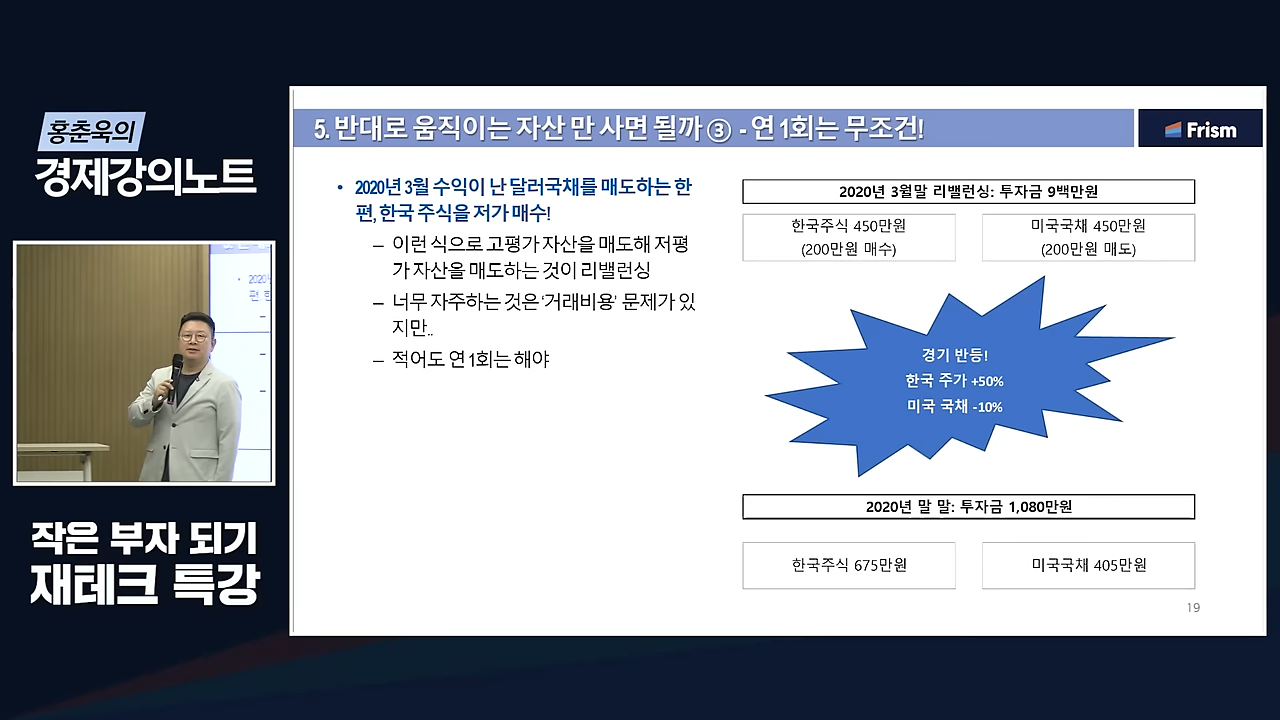 홍춘욱의
경제강의노트
작은 부자 되기
재테크 특강
5. 반대로 움직이는 자산 만 사면 될까 ③ - 연 1회는 무조건!
Frism
• 2020년 3월 수익이 난 달러국채를 매도하는 한
편, 한국 주식을 저가 매수!
– 이런 식으로 고평가 자산을 매도해 저평
가 자산을 매도하는 것이 리밸런싱
– 너무 자주하는 것은 ‘거래비용’ 문제가 있
지만..
– 적어도 연 1회는 해야
2020년 3월말 리밸런싱: 투자금 9백만원
한국주식 450만원
(200만원 매수)
미국국채 450만원
(200만원 매도)
경기 반등!
한국 주가 +50%
미국 국채 -10%
2020년 말 말: 투자금 1,080만원
한국주식 675만원
미국국채 405만원
19